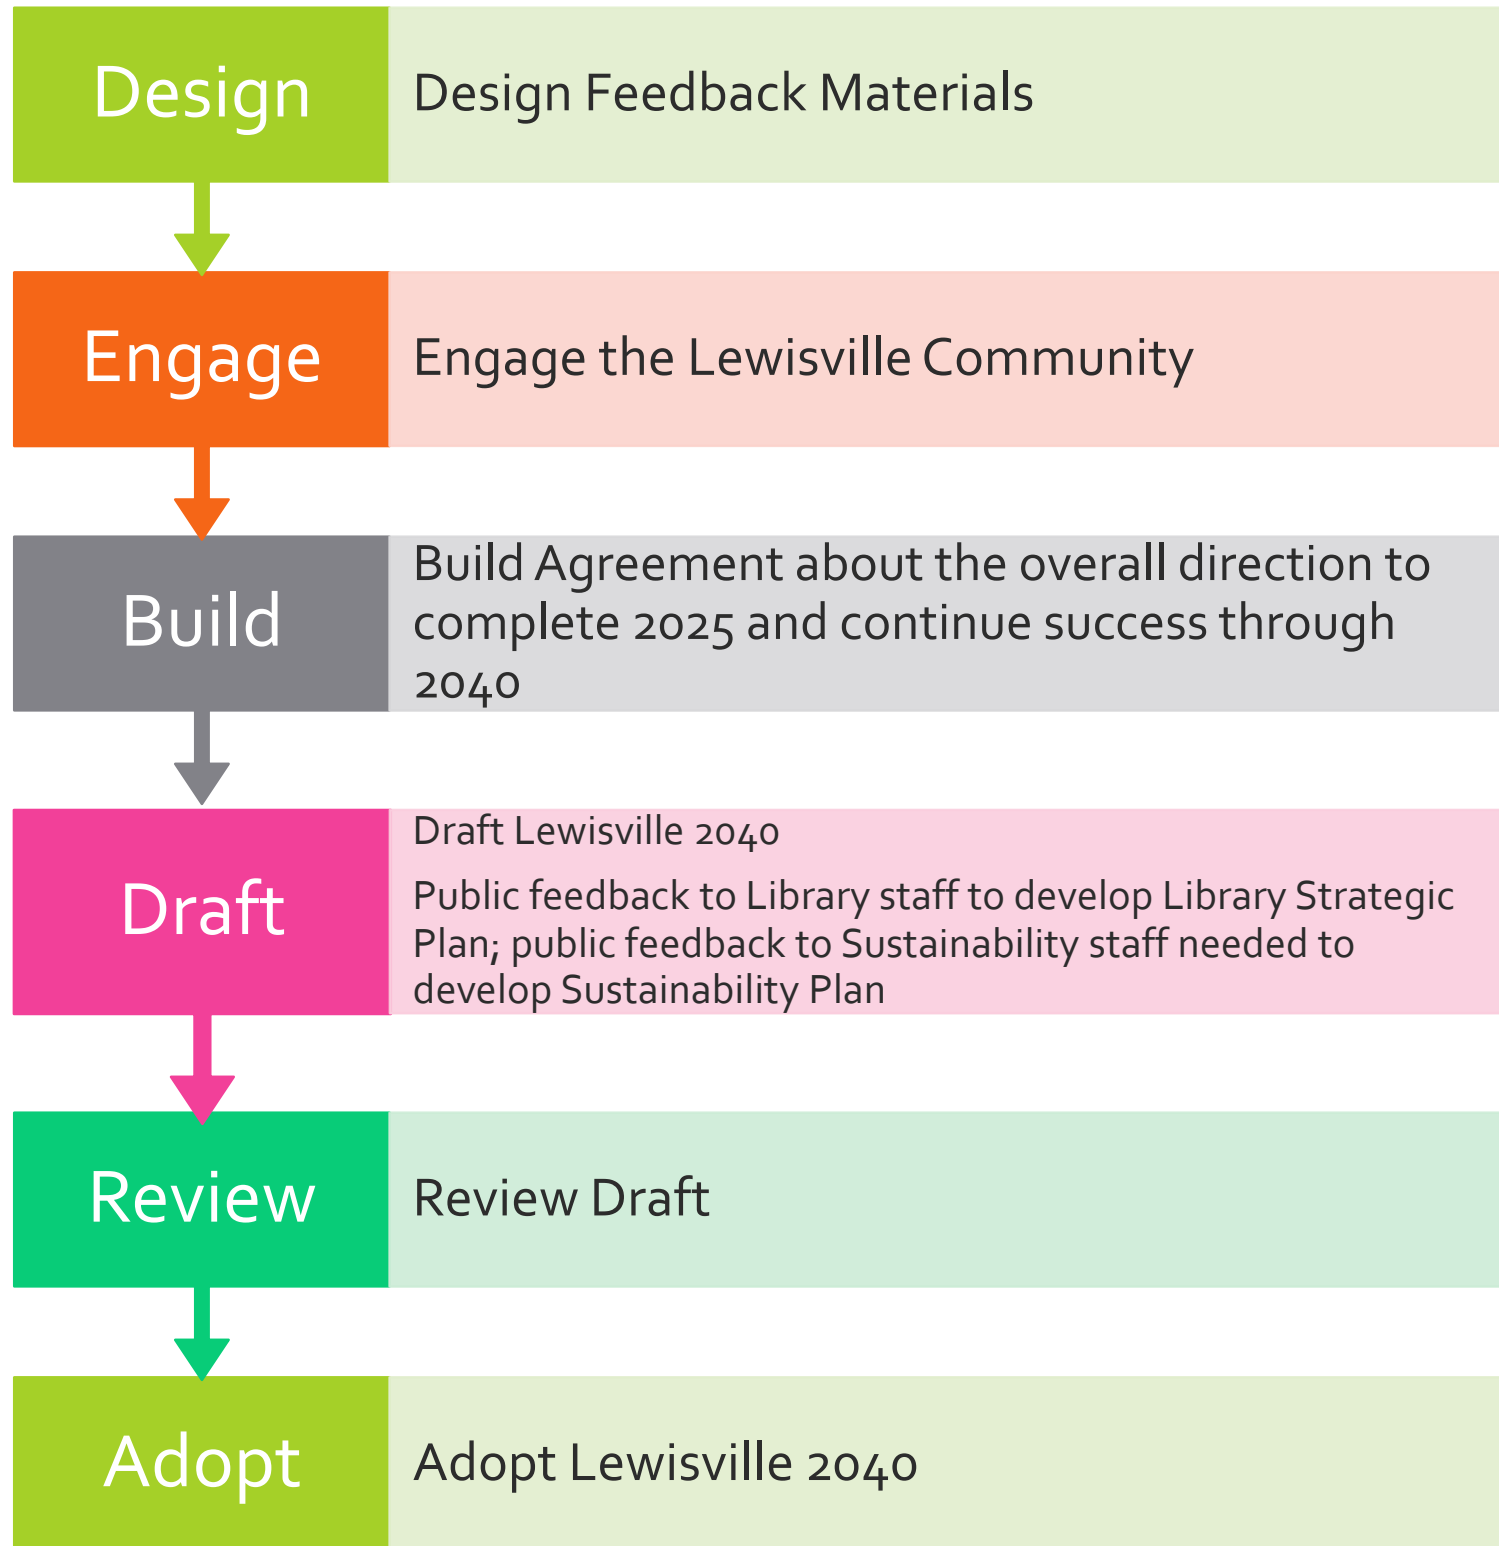 Design
Design Feedback Materials
Engage
Engage the Lewisville Community
Build
Build Agreement about the overall direction to
complete 2025 and continue success through
2040
Draft
Draft Lewisville 2040
Public feedback to Library staff to develop Library Strategic
Plan; public feedback to Sustainability staff needed to
develop Sustainability Plan
Review
Review Draft
Adopt
Adopt Lewisville 2040